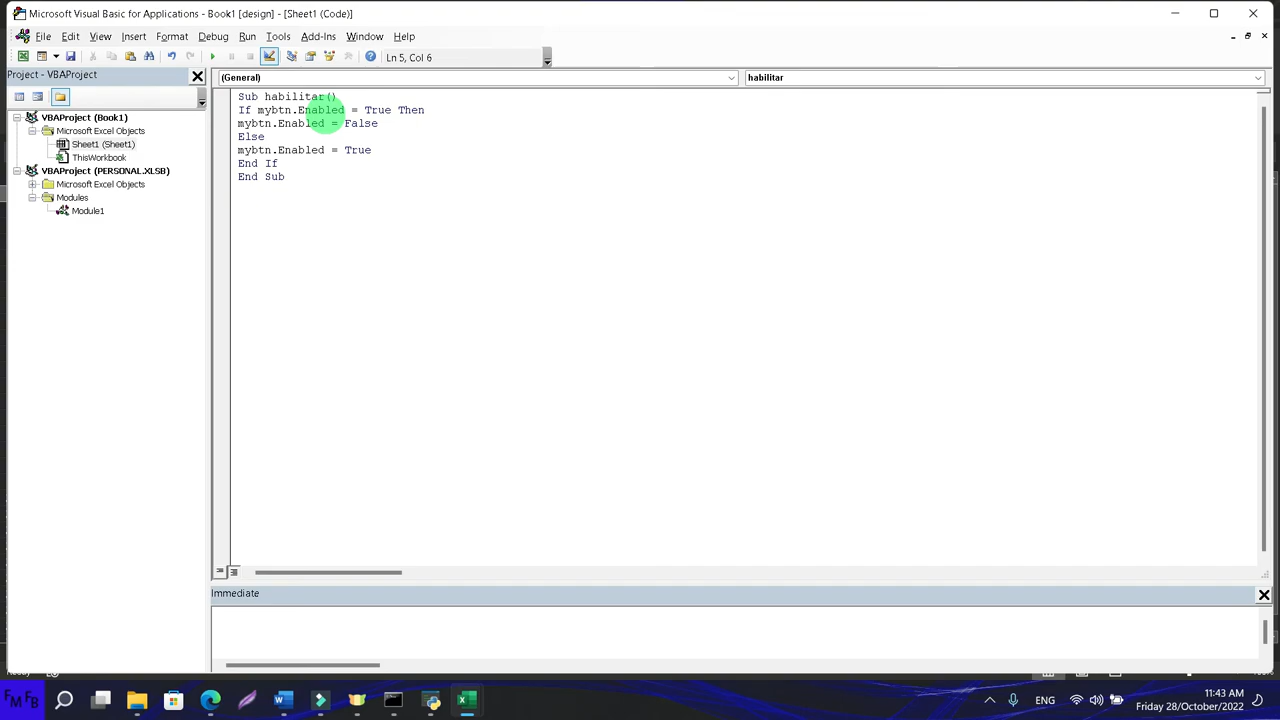 Microsoft Visual Basic for Applications - Book1 [design] - [Sheet1 (Code)]
File Edit View Insert Format Debug Run Tools Add-Ins Window Help
Ln 5, Col 6
Project - VBAProject
(General)
habilitar
VBAProject (Book1)
Microsoft Excel Objects
Sheet1 (Sheet1)
ThisWorkbook
VBAProject (PERSONAL.XLSB)
Microsoft Excel Objects
Modules
Module1
Sub habilitar()
If mybtn.Enabled = True Then
mybtn.Enabled = False
Else
mybtn.Enabled = True
End If
End Sub
Immediate
FM FB
ENG
11:43 AM
Friday 28/October/2022